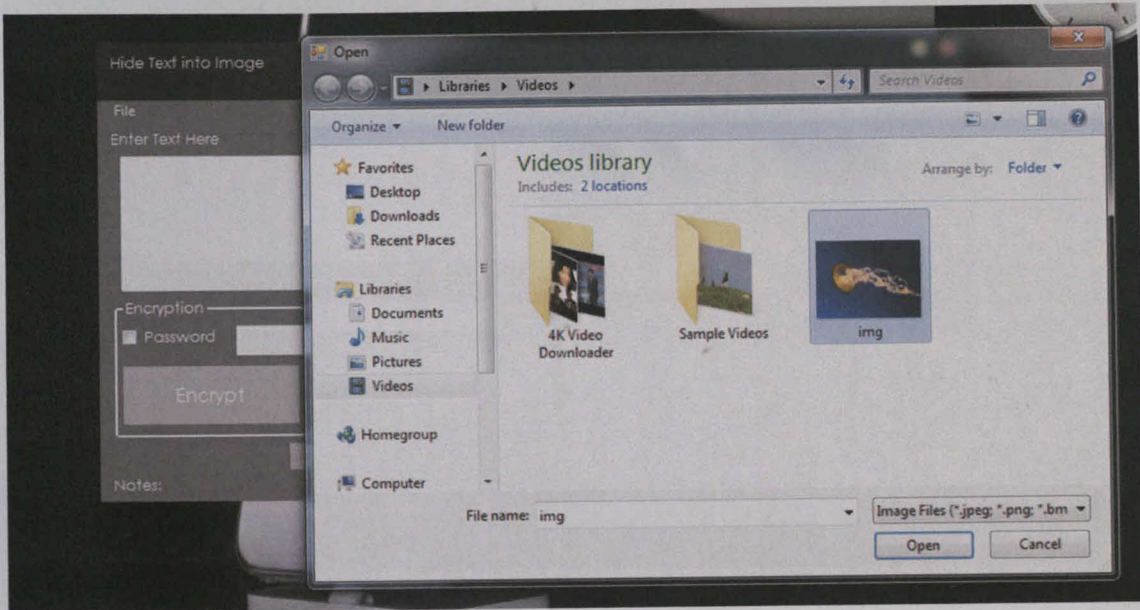 Hide Text into Image
File
Enter Text Here
Encryption
Password
Encrypt
Notes:
Open
Libraries
Videos
Search Videos
Organize
New folder
Favorites
Desktop
Downloads
Recent Places
Libraries
Documents
Music
Pictures
Videos
Homegroup
Computer
Videos library
Includes: 2 locations
Arrange by: Folder
4K Video
Downloader
Sample Videos
img
File name: img
Image Files (*.jpeg; *.png; *.bm
Open
Cancel